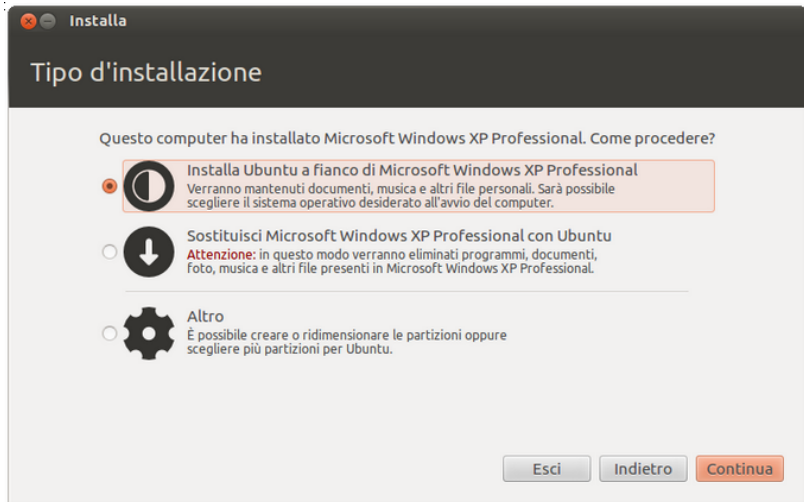 Installa
Tipo d'installazione
Questo computer ha installato Microsoft Windows XP Professional. Come procedere?
Installa Ubuntu a fianco di Microsoft Windows XP Professional
Verranno mantenuti documenti, musica e altri file personali. Sarà possibile
scegliere il sistema operativo desiderato all'avvio del computer.
Sostituisci Microsoft Windows XP Professional con Ubuntu
Attenzione: in questo modo verranno eliminati programmi, documenti,
foto, musica e altri file presenti in Microsoft Windows XP Professional.
Altro
È possibile creare o ridimensionare le partizioni oppure
scegliere più partizioni per Ubuntu.
Esci Indietro Continua